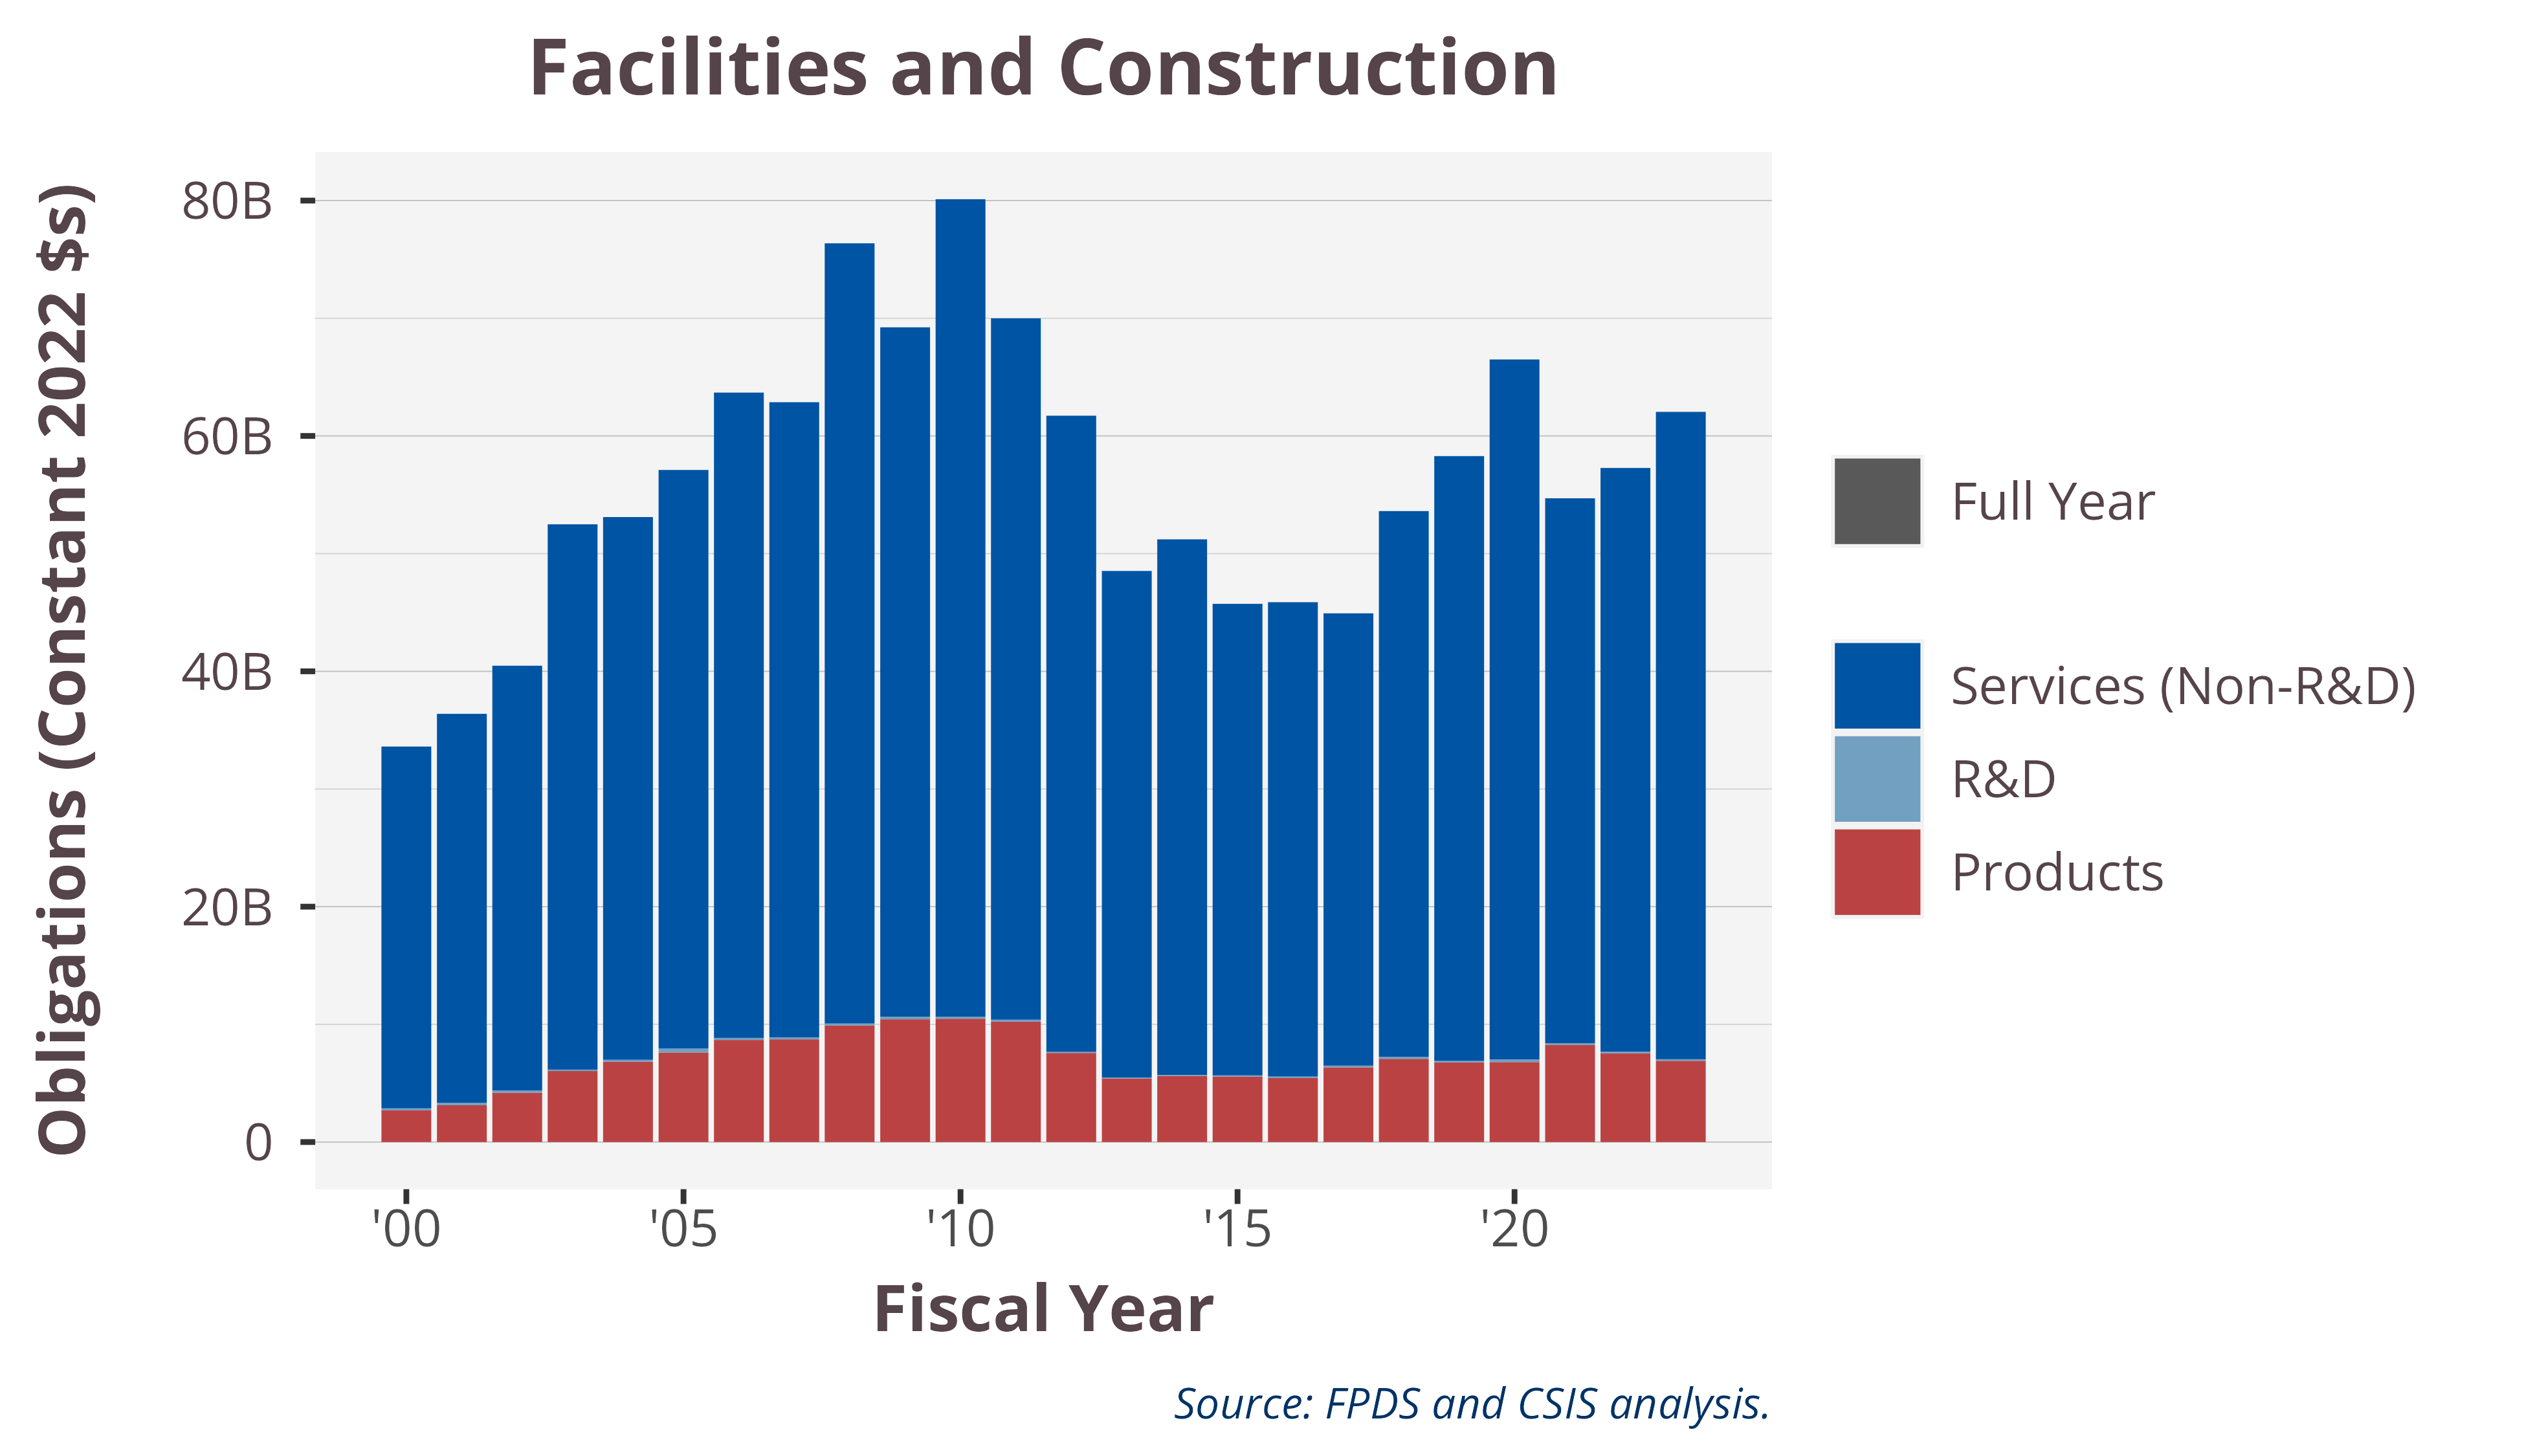 Facilities and Construction
Obligations (Constant 2022 $s)
80B
60B
40B
20B
0
'00
'05
'10
'15
'20
Fiscal Year
Full Year
Services (Non-R&D)
R&D
Products
Source: FPDS and CSIS analysis.